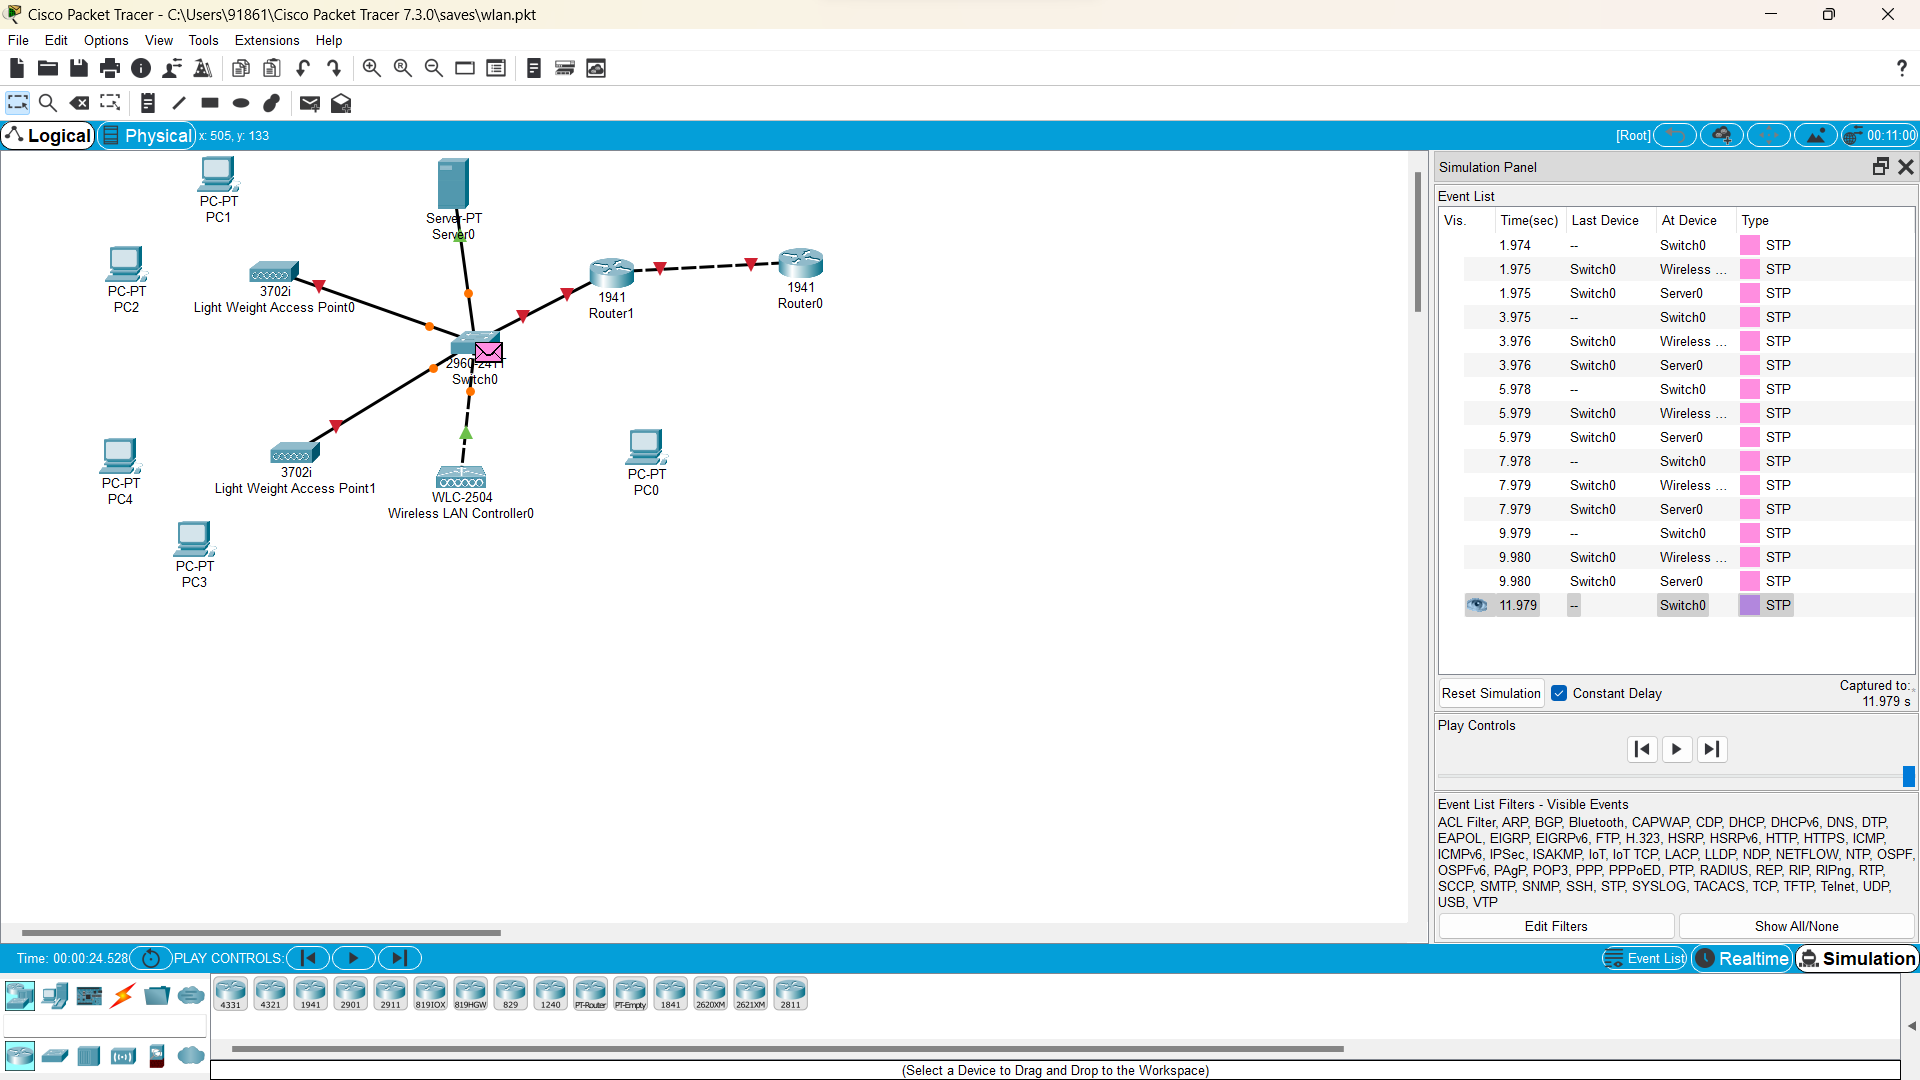 Cisco Packet Tracer - C:\Users\91861\Cisco Packet Tracer 7.3.0\saves\wlan.pkt
File Edit Options View Tools Extensions Help
?
Logical Physical x: 505, y: 133 [Root] 00:11:00
PC-PT
PC1
Server-PT
Server0
PC-PT
PC2
3702i
Light Weight Access Point0
1941
Router1
1941
Router0
Switch0
3702i
Light Weight Access Point1
WLC-2504
Wireless LAN Controller0
PC-PT
PC0
PC-PT
PC4
PC-PT
PC3
Simulation Panel
Event List
Vis. Time(sec) Last Device At Device Type
1.974 -- Switch0 STP
1.975 Switch0 Wireless ... STP
1.975 Switch0 Server0 STP
3.975 -- Switch0 STP
3.976 Switch0 Wireless ... STP
3.976 Switch0 Server0 STP
5.978 -- Switch0 STP
5.979 Switch0 Wireless ... STP
5.979 Switch0 Server0 STP
7.978 -- Switch0 STP
7.979 Switch0 Wireless ... STP
7.979 Switch0 Server0 STP
9.979 -- Switch0 STP
9.980 Switch0 Wireless ... STP
9.980 Switch0 Server0 STP
11.979 -- Switch0 STP
Reset Simulation Constant Delay Captured to:
11.979 s
Play Controls
Event List Filters - Visible Events
ACL Filter, ARP, BGP, Bluetooth, CAPWAP, CDP, DHCP, DHCPv6, DNS, DTP,
EAPOL, EIGRP, EIGRPv6, FTP, H.323, HSRP, HSRPv6, HTTP, HTTPS, ICMP,
ICMPv6, IPSec, ISAKMP, IoT, IoT TCP, LACP, LLDP, NDP, NETFLOW, NTP, OSPF,
OSPFv6, PAgP, POP3, PPP, PPPoED, PTP, RADIUS, REP, RIP, RIPng, RTP,
SCCP, SMTP, SNMP, SSH, STP, SYSLOG, TACACS, TCP, TFTP, Telnet, UDP,
USB, VTP
Edit Filters Show All/None
Time: 00:00:24.528 PLAY CONTROLS: Event List Realtime Simulation
4331 4321 1941 2901 2911 819IOX 819HGW 829 1240 PT-Router PT-Empty 1841 2620XM 2621XM 2811
(Select a Device to Drag and Drop to the Workspace)